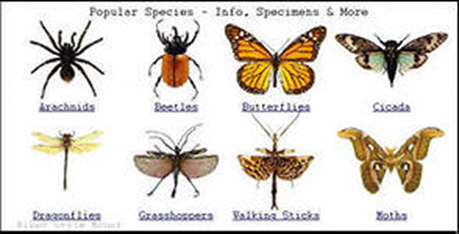 Popular Species - Info, Specimens & More
Arachnids Beetles Butterflies Cicada
Dragonflies Grasshoppers Walking Sticks Moths